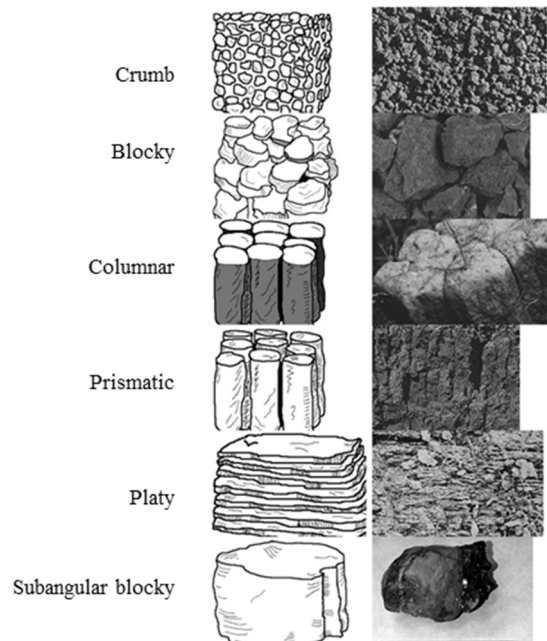 Crumb
Blocky
Columnar
Prismatic
Platy
Subangular blocky